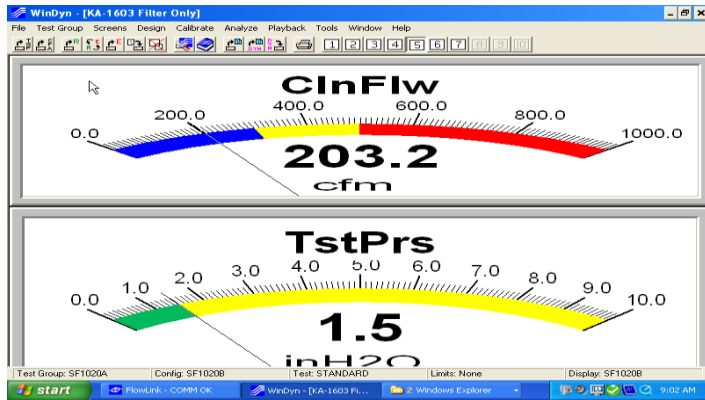 WinDyn - [KA-1603 Filter Only]
File Test Group Screens Design Calibrate Analyze Playback Tools Window Help
1 2 3 4 5 6 7 8 9 10
ClnFlw
0.0 200.0 400.0 600.0 800.0 1000.0
203.2
cfm
TstPrs
0.0 1.0 2.0 3.0 4.0 5.0 6.0 7.0 8.0 9.0 10.0
1.5
inH2O
Test Group: SF1020A Config: SF1020B Test: STANDARD Limits: None Display: SF1020B
start FlowLink - COMM OK WinDyn - [KA-1603 Fi... 2 Windows Explorer 9:02 AM